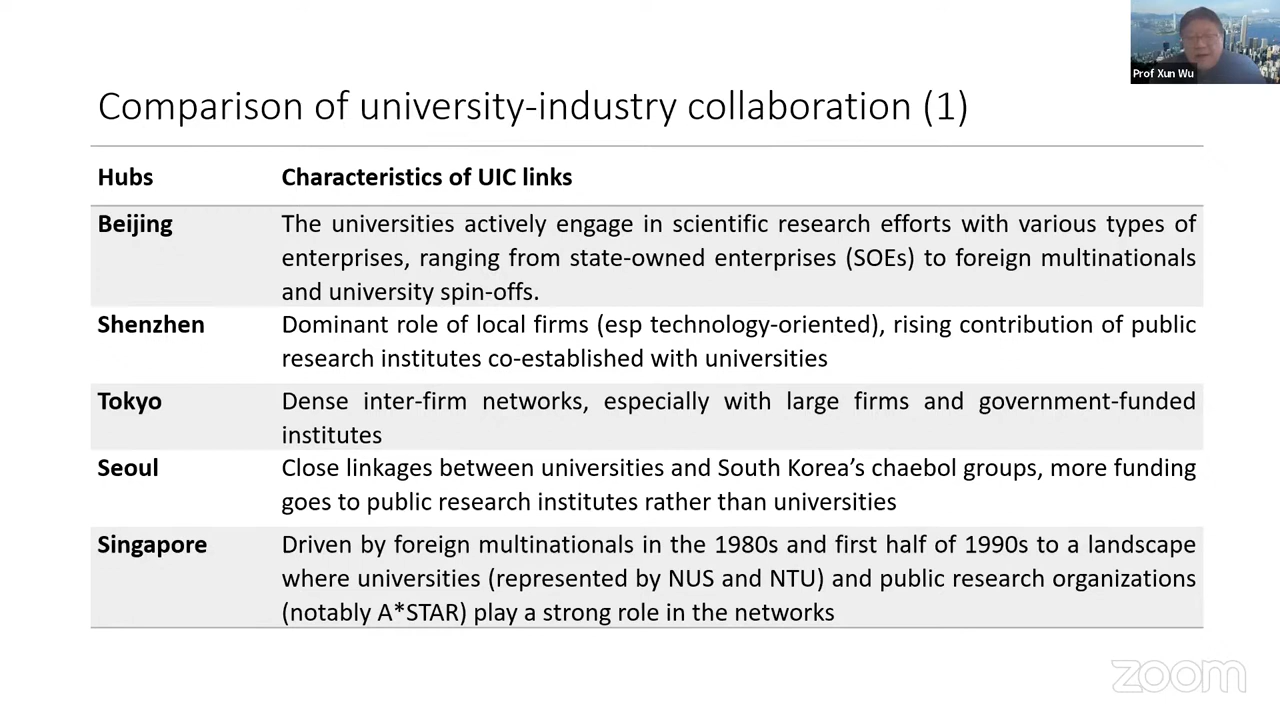 Prof Xun Wu
Comparison of university-industry collaboration (1)
Hubs Characteristics of UIC links
Beijing The universities actively engage in scientific research efforts with various types of
enterprises, ranging from state-owned enterprises (SOEs) to foreign multinationals
and university spin-offs.
Shenzhen Dominant role of local firms (esp technology-oriented), rising contribution of public
research institutes co-established with universities
Tokyo Dense inter-firm networks, especially with large firms and government-funded
institutes
Seoul Close linkages between universities and South Korea's chaebol groups, more funding
goes to public research institutes rather than universities
Singapore Driven by foreign multinationals in the 1980s and first half of 1990s to a landscape
where universities (represented by NUS and NTU) and public research organizations
(notably A*STAR) play a strong role in the networks
zoom